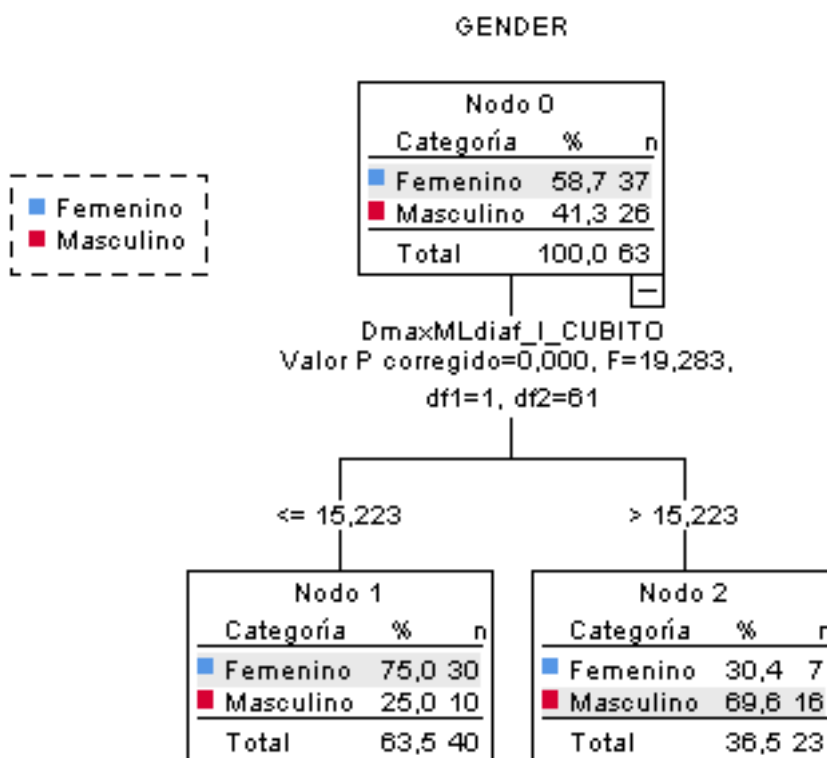 GENDER
Femenino
Masculino
Nodo 0
Categoría % n
Femenino 58,7 37
Masculino 41,3 26
Total 100,0 63
DmaxMLdiaf_I_CUBITO
Valor P corregido=0,000, F=19,283,
df1=1, df2=61
<= 15,223
> 15,223
Nodo 1
Categoría % n
Femenino 75,0 30
Masculino 25,0 10
Total 63,5 40
Nodo 2
Categoría % n
Femenino 30,4 7
Masculino 69,6 16
Total 36,5 23